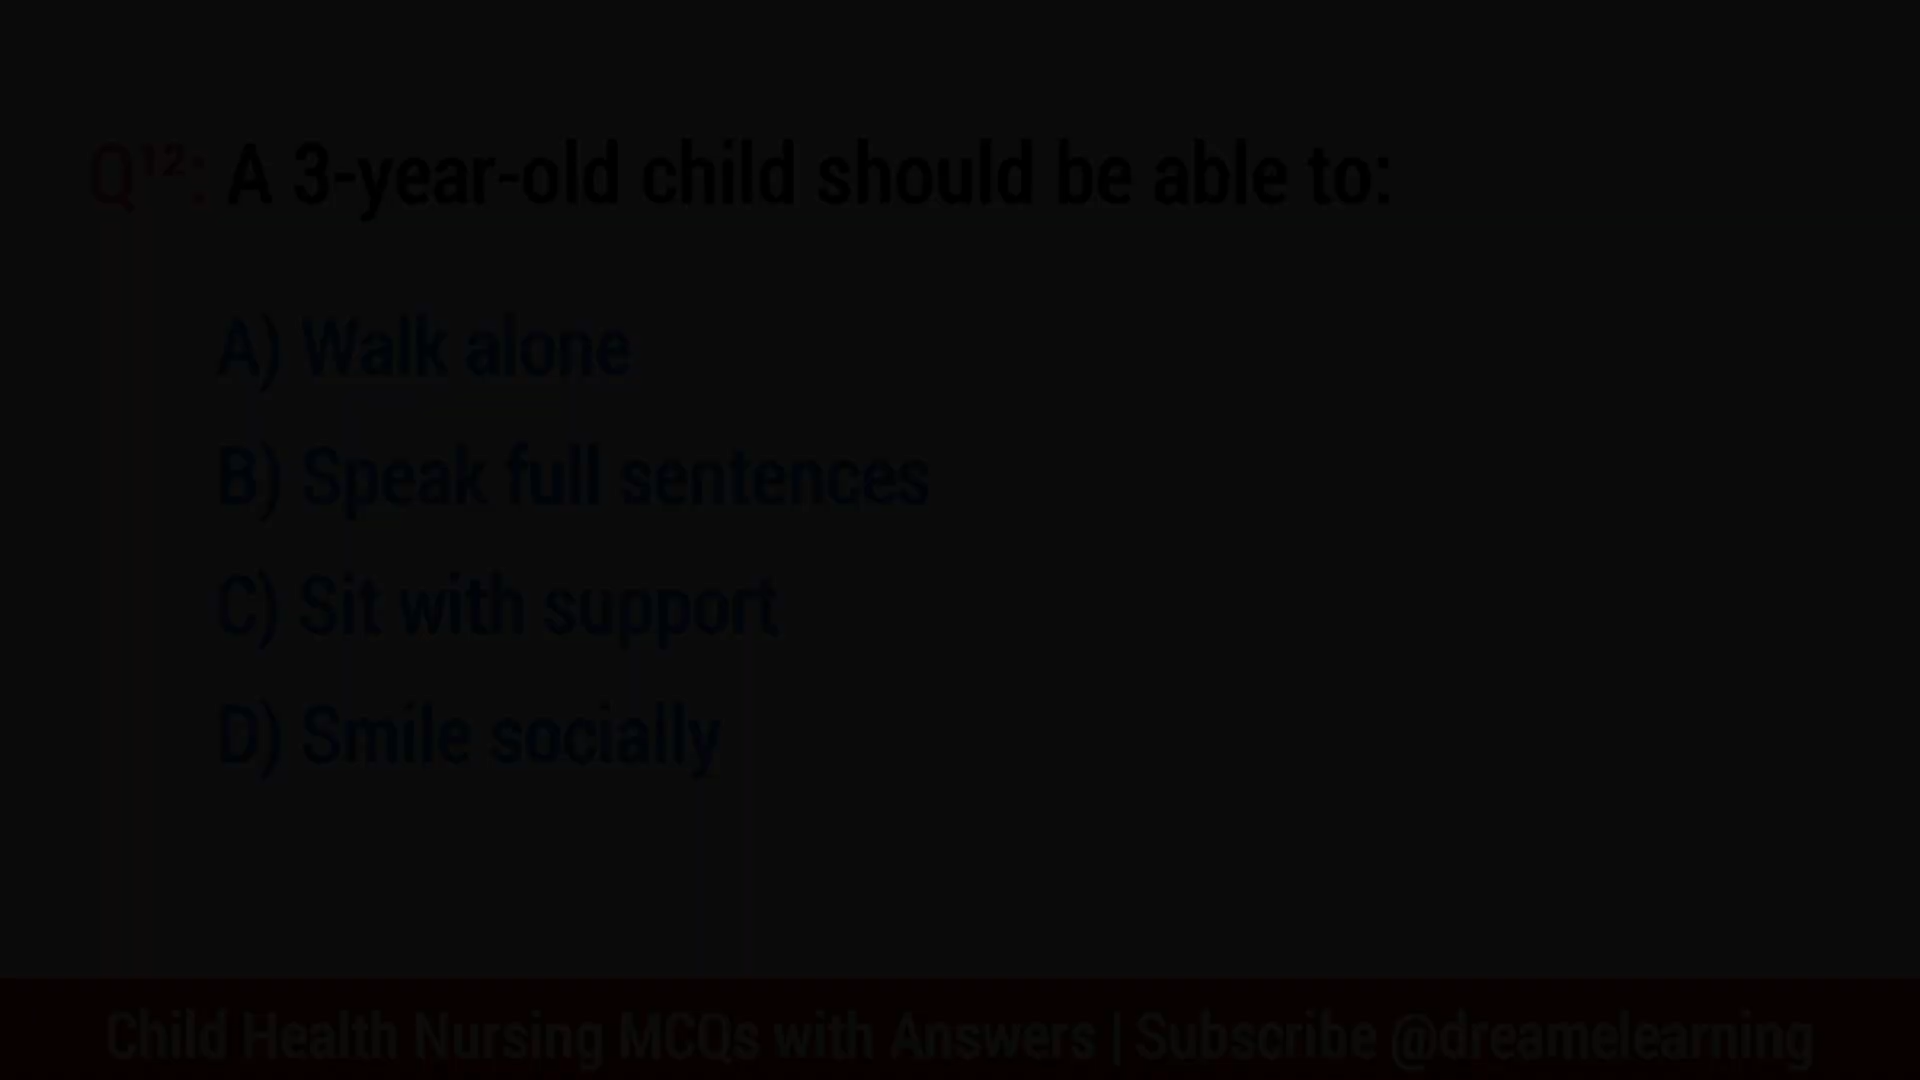 Q¹²: A 3-year-old child should be able to:
A) Walk alone
B) Speak full sentences
C) Sit with support
D) Smile socially
Child Health Nursing MCQs with Answers | Subscribe @dreamelearning